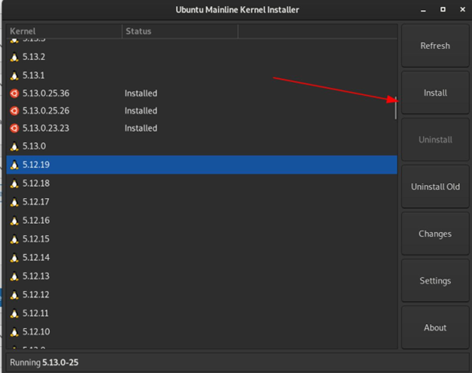 Ubuntu Mainline Kernel Installer
Kernel Status
5.13.3
5.13.2
5.13.1
5.13.0.25.36 Installed
5.13.0.25.26 Installed
5.13.0.23.23 Installed
5.13.0
5.12.19
5.12.18
5.12.17
5.12.16
5.12.15
5.12.14
5.12.13
5.12.12
5.12.11
5.12.10
Refresh
Install
Uninstall
Uninstall Old
Changes
Settings
About
Running 5.13.0-25